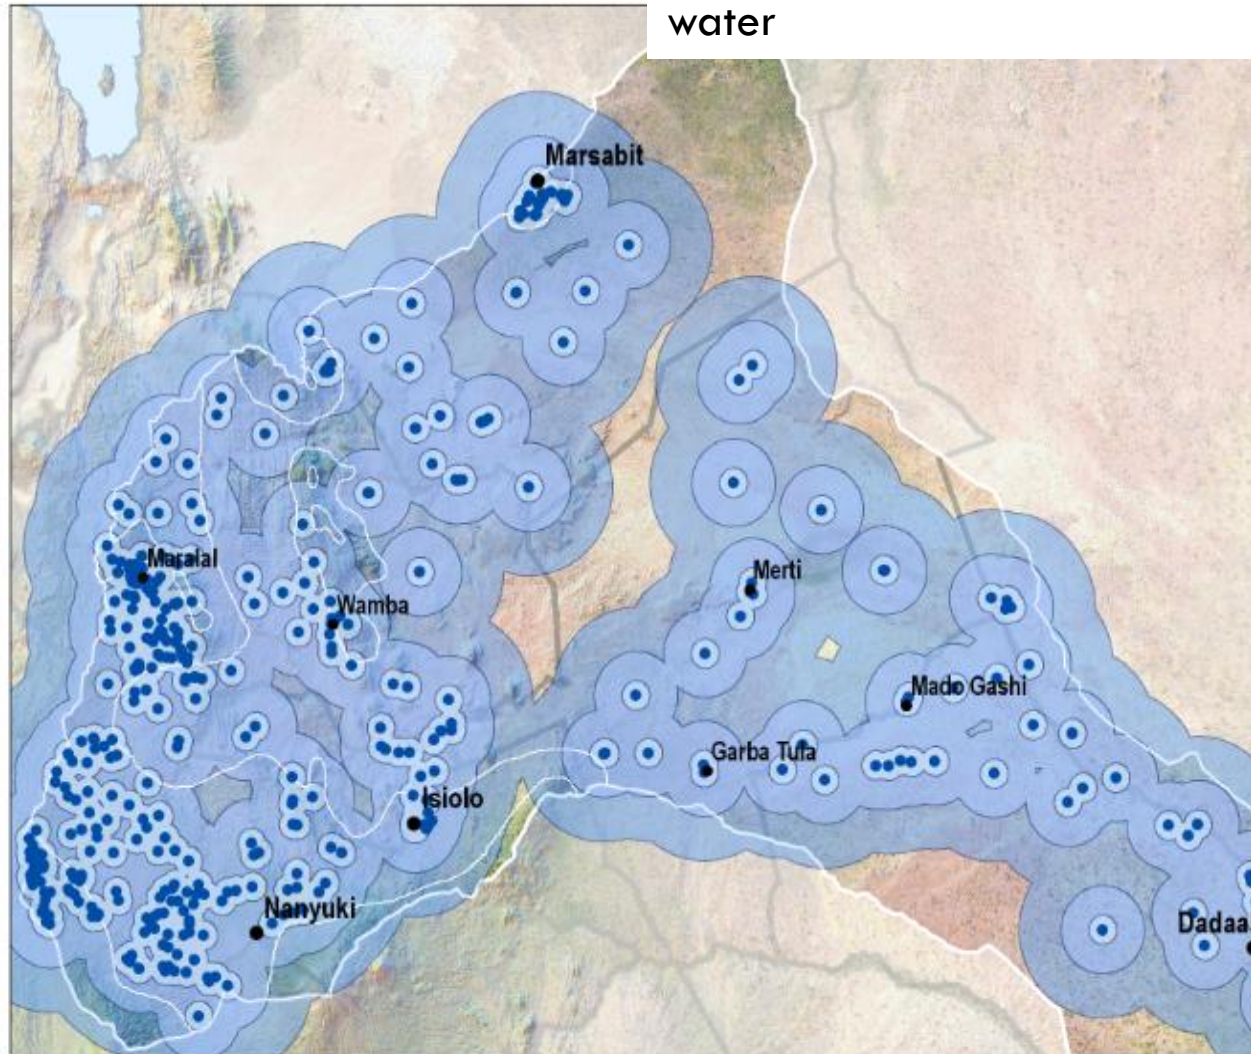 water
Marsabit
Maralal
Merti
Wamba
Mado Gashi
Garba Tula
Isiolo
Nanyuki
Dadaa